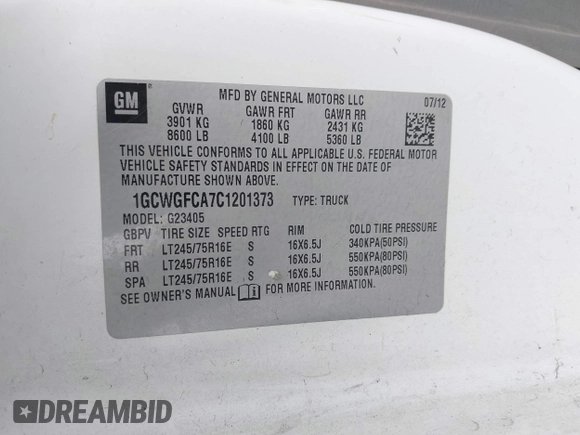 GM
MFD BY GENERAL MOTORS LLC 07/12
GVWR GAWR FRT GAWR RR
3901 KG 1860 KG 2431 KG
8600 LB 4100 LB 5360 LB
THIS VEHICLE CONFORMS TO ALL APPLICABLE U.S. FEDERAL MOTOR
VEHICLE SAFETY STANDARDS IN EFFECT ON THE DATE OF
MANUFACTURE SHOWN ABOVE.
1GCWGFCA7C1201373 TYPE: TRUCK
MODEL: G23405
GBPV TIRE SIZE SPEED RTG RIM COLD TIRE PRESSURE
FRT LT245/75R16E S 16X6.5J 340KPA(50PSI)
RR LT245/75R16E S 16X6.5J 550KPA(80PSI)
SPA LT245/75R16E S 16X6.5J 550KPA(80PSI)
SEE OWNER'S MANUAL FOR MORE INFORMATION.
DREAMBID